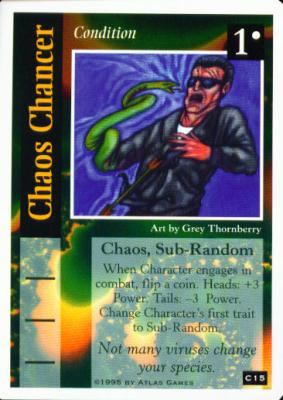 Chaos Chancer
Condition
1•
Art by Grey Thornberry
Chaos, Sub-Random
When Character engages in
combat, flip a coin. Heads: +3
Power. Tails: –3 Power.
Change Character's first trait
to Sub-Random.
Not many viruses change
your species.
©1995 by Atlas Games
C15